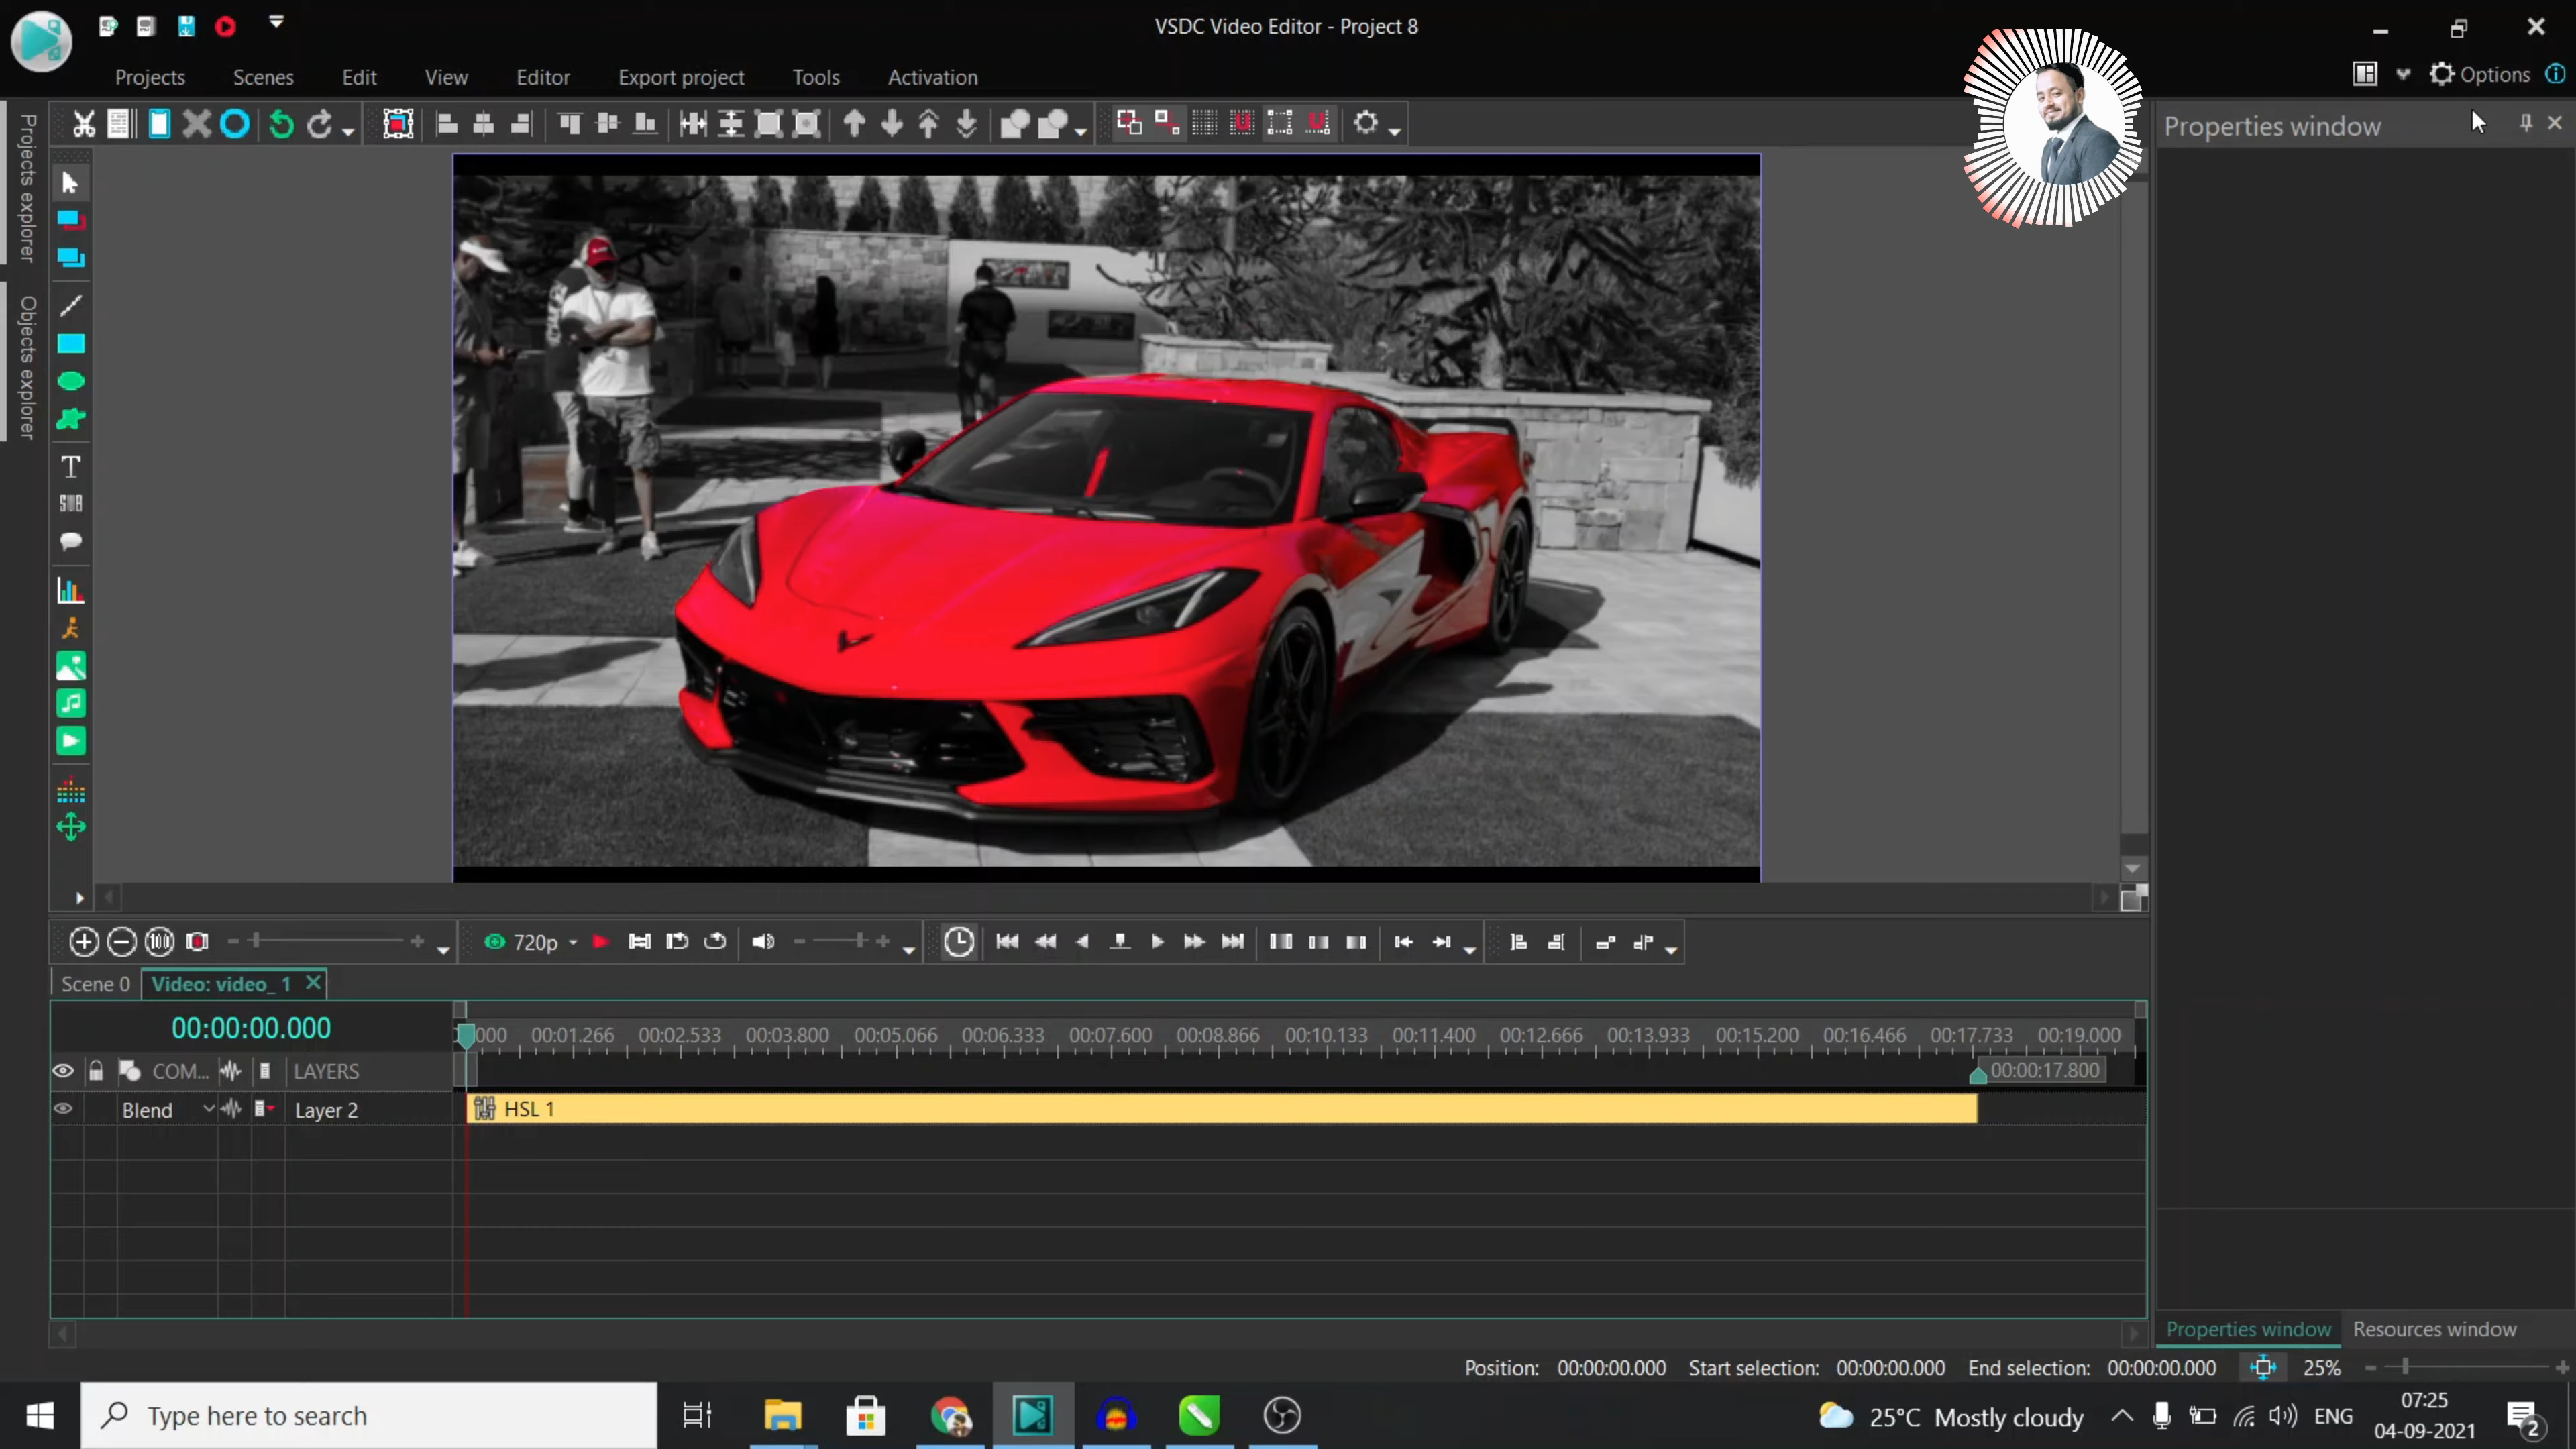 VSDC Video Editor - Project 8
Projects Scenes Edit View Editor Export project Tools Activation
Options
Projects explorer
Objects explorer
Properties window
T
720p
Scene 0 Video: video_ 1
00:00:00.000
000 00:01.266 00:02.533 00:03.800 00:05.066 00:06.333 00:07.600 00:08.866 00:10.133 00:11.400 00:12.666 00:13.933 00:15.200 00:16.466 00:17.733 00:19.000
COM... LAYERS
00:00:17.800
Blend Layer 2 HSL 1
Properties window Resources window
Position: 00:00:00.000 Start selection: 00:00:00.000 End selection: 00:00:00.000 25%
Type here to search
25°C Mostly cloudy
ENG
07:25
04-09-2021
2